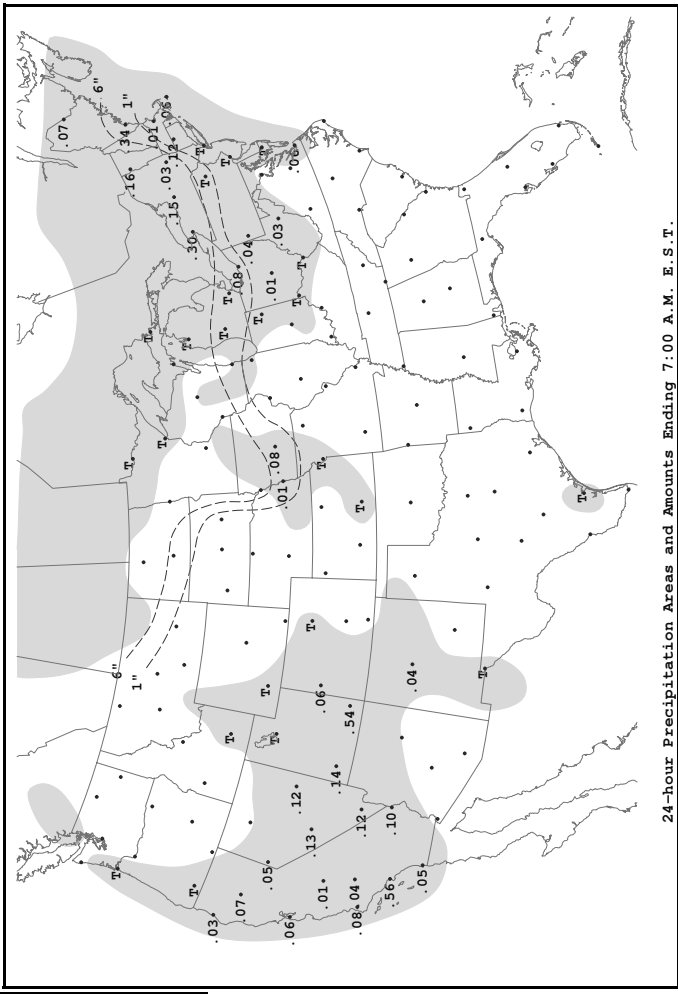 6"
1"
.07
.34
.01
.06
.16
.03
.12
T
T
T
.06
.15
.30
.04
.03
.08
T
T
.01
T
T
T
T
T
T
T
.08
.01
T
T
T
6"
1"
T
T
T
T
.06
.54
.04
T
.14
.12
.13
.12
.10
T
T
.05
.07
.03
.06
.01
.04
.08
.56
.05
24-hour Precipitation Areas and Amounts Ending 7:00 A.M. E.S.T.